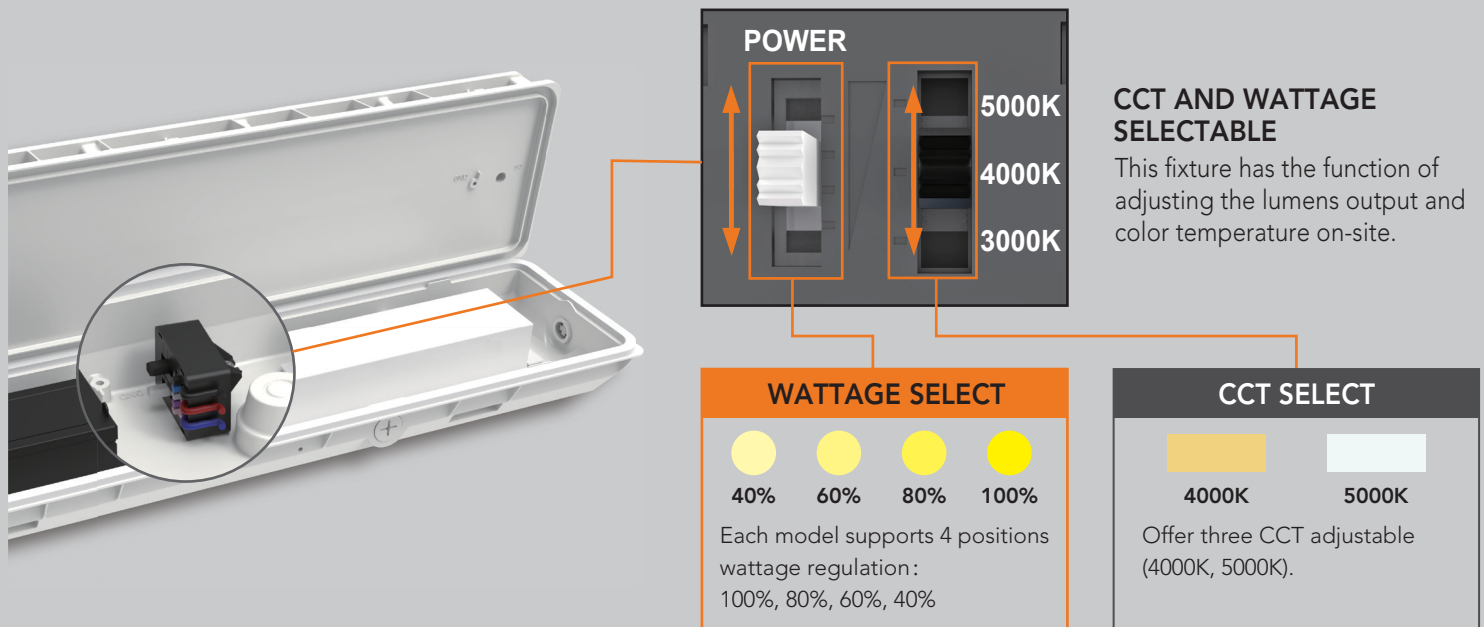 POWER
5000K
4000K
3000K
CCT AND WATTAGE
SELECTABLE
This fixture has the function of
adjusting the lumens output and
color temperature on-site.
WATTAGE SELECT
40% 60% 80% 100%
Each model supports 4 positions
wattage regulation:
100%, 80%, 60%, 40%
CCT SELECT
4000K 5000K
Offer three CCT adjustable
(4000K, 5000K).